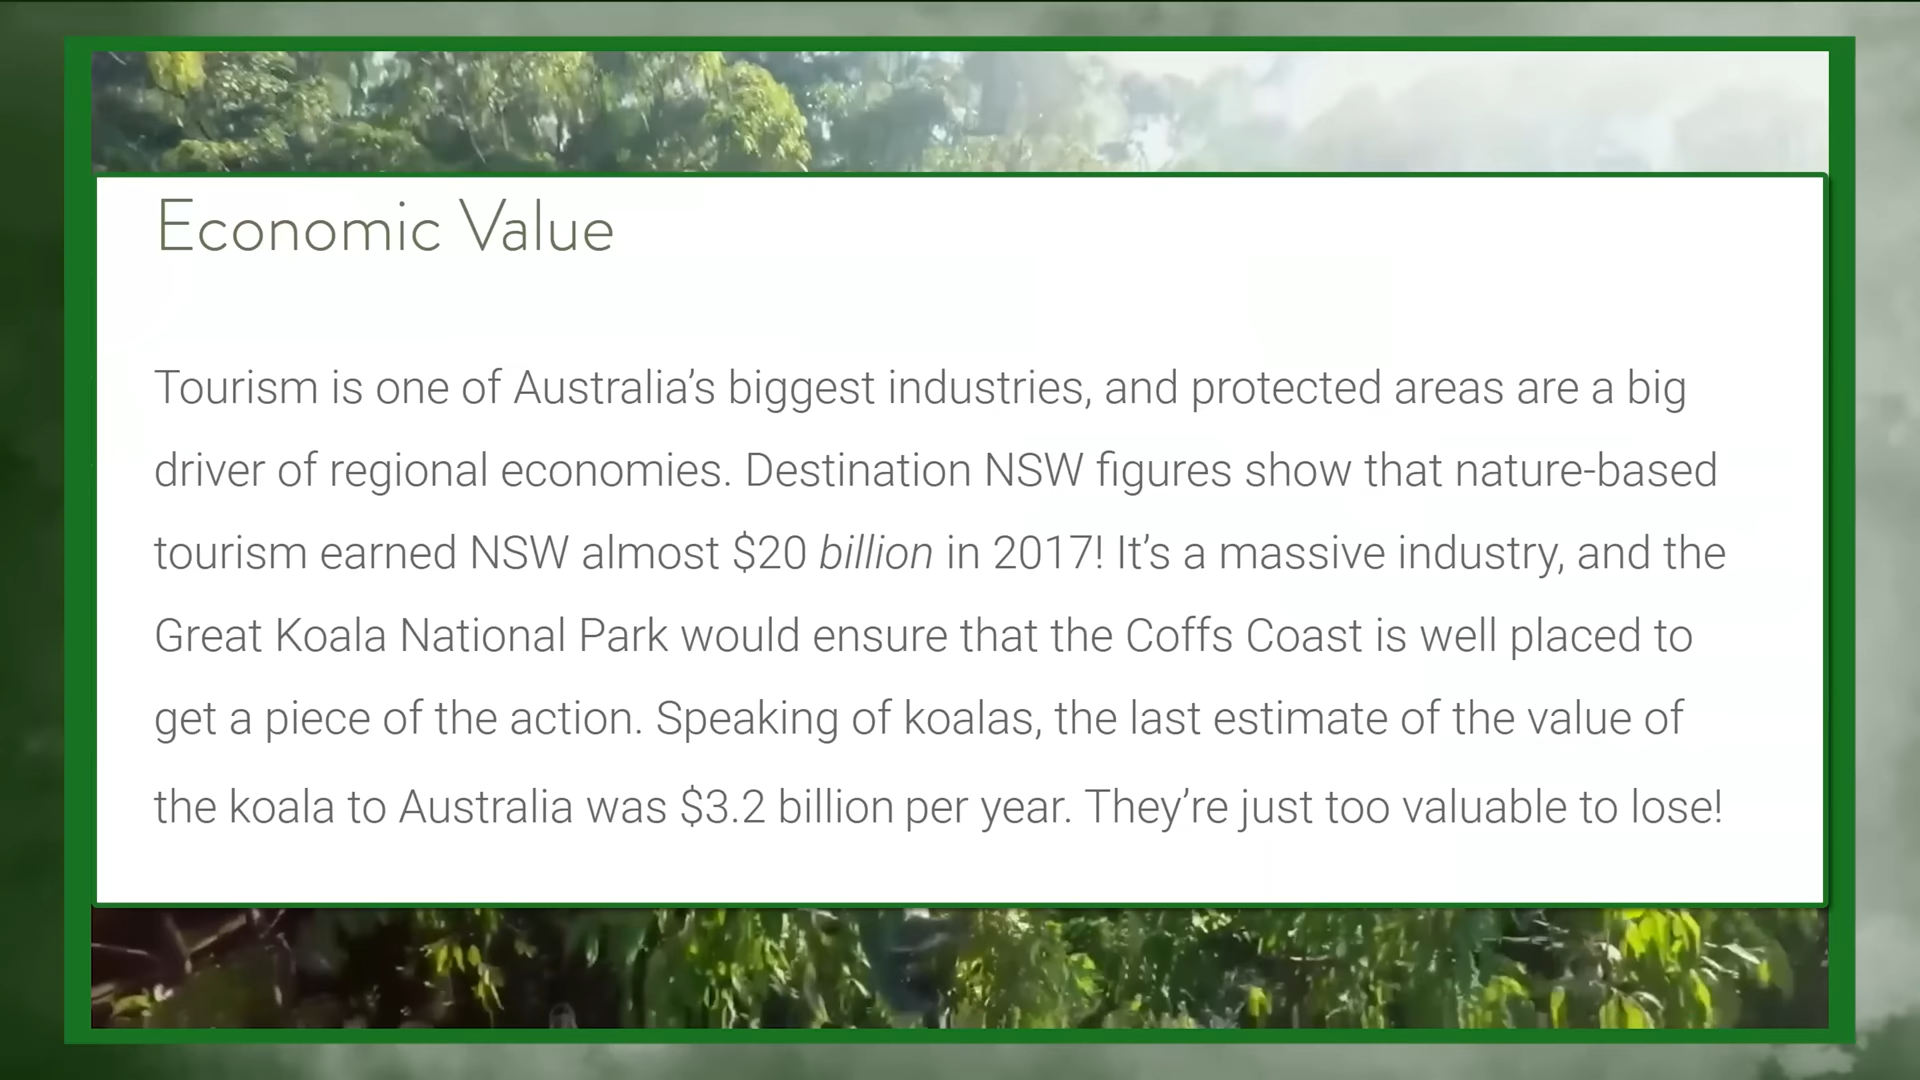 Economic Value
Tourism is one of Australia’s biggest industries, and protected areas are a big
driver of regional economies. Destination NSW figures show that nature-based
tourism earned NSW almost $20 billion in 2017! It’s a massive industry, and the
Great Koala National Park would ensure that the Coffs Coast is well placed to
get a piece of the action. Speaking of koalas, the last estimate of the value of
the koala to Australia was $3.2 billion per year. They’re just too valuable to lose!